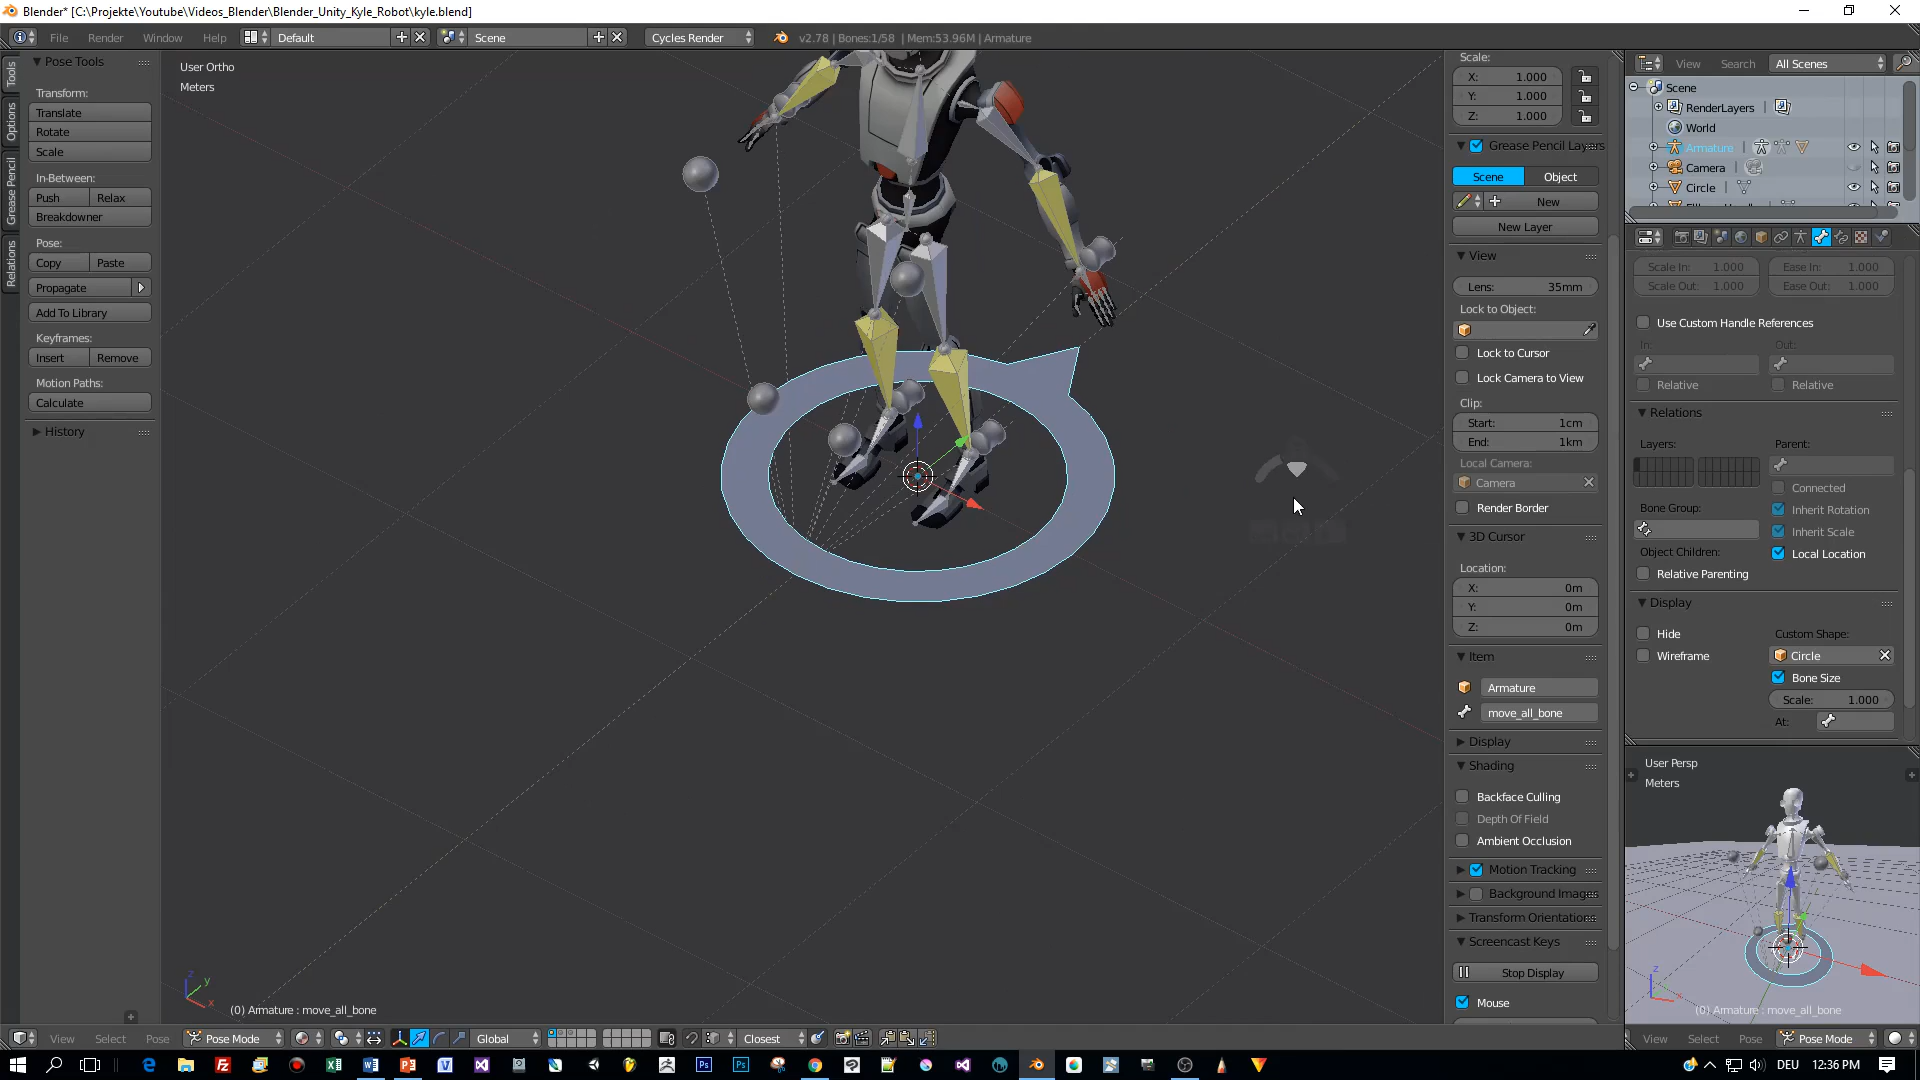 Blender* [C:\Projekte\Youtube\Videos_Blender\Blender_Unity_Kyle_Robot\kyle.blend]
File Render Window Help Default Scene Cycles Render v2.78 | Bones:1/58 | Mem:53.96M | Armature
Tools
Options
Grease Pencil
Relations
Pose Tools
Transform:
Translate
Rotate
Scale
In-Between:
Push Relax
Breakdowner
Pose:
Copy Paste
Propagate
Add To Library
Keyframes:
Insert Remove
Motion Paths:
Calculate
History
User Ortho
Meters
z
y
x
(0) Armature : move_all_bone
View Select Pose Pose Mode Global Closest
Scale:
X: 1.000
Y: 1.000
Z: 1.000
Grease Pencil Layers
Scene Object
New
New Layer
View
Lens: 35mm
Lock to Object:
Lock to Cursor
Lock Camera to View
Clip:
Start: 1cm
End: 1km
Local Camera:
Camera
Render Border
3D Cursor
Location:
X: 0m
Y: 0m
Z: 0m
Item
Armature
move_all_bone
Display
Shading
Backface Culling
Depth Of Field
Ambient Occlusion
Motion Tracking
Background Images
Transform Orientation
Screencast Keys
Stop Display
Mouse
View Search All Scenes
Scene
RenderLayers
World
Armature
Camera
Circle
Scale In: 1.000 Ease In: 1.000
Scale Out: 1.000 Ease Out: 1.000
Use Custom Handle References
In: Out:
Relative Relative
Relations
Layers: Parent:
Connected
Bone Group: Inherit Rotation
Inherit Scale
Object Children: Local Location
Relative Parenting
Display
Hide Custom Shape:
Wireframe Circle
Bone Size
Scale: 1.000
At:
User Persp
Meters
z
(0) Armature : move_all_bone
View Select Pose Pose Mode
DEU 12:36 PM